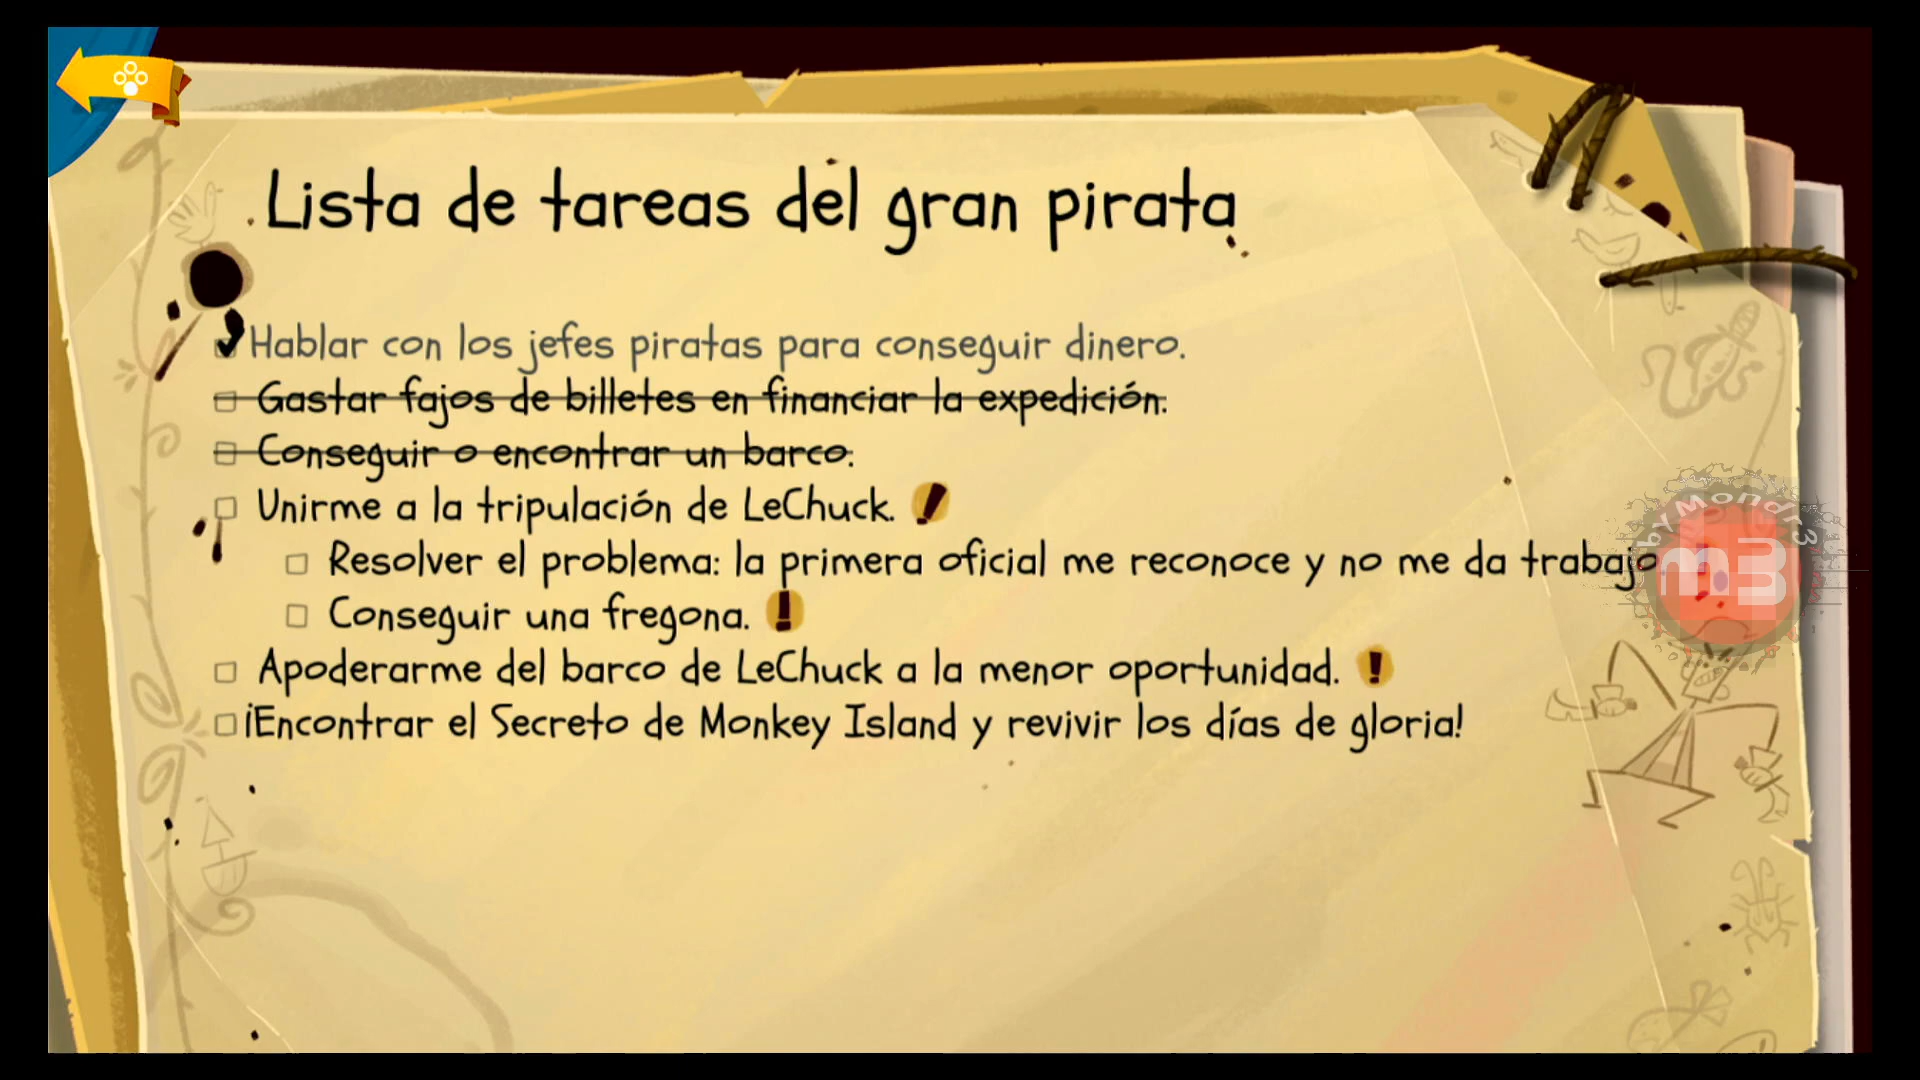 Lista de tareas del gran pirata
Hablar con los jefes piratas para conseguir dinero.
Gastar fajos de billetes en financiar la expedición.
Conseguir o encontrar un barco.
Unirme a la tripulación de LeChuck. !
Resolver el problema: la primera oficial me reconoce y no me da trabajo
Conseguir una fregona. !
Apoderarme del barco de LeChuck a la menor oportunidad. !
¡Encontrar el Secreto de Monkey Island y revivir los días de gloria!
byMondr3
m3